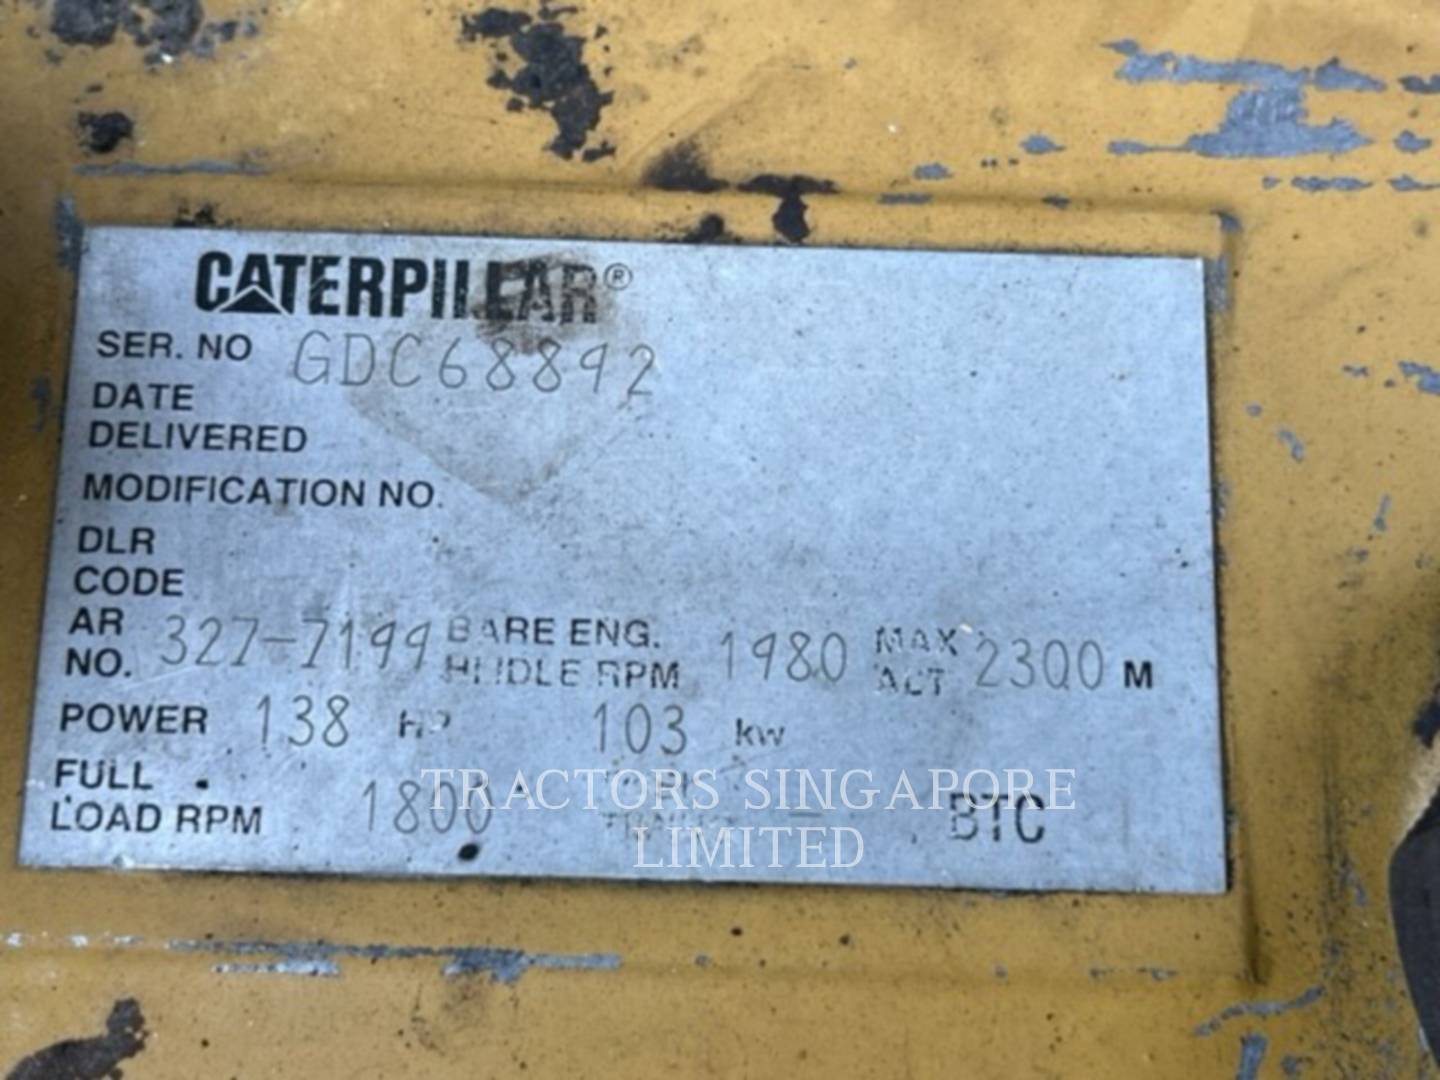 CATERPILLAR®
SER. NO GDC68892
DATE
DELIVERED
MODIFICATION NO.
DLR
CODE
AR NO. 327-7199 BARE ENG. HI IDLE RPM 1980 MAX ALT 2300 M
POWER 138 HP 103 kw
FULL LOAD RPM 1800 BTC
TRACTORS SINGAPORE
LIMITED